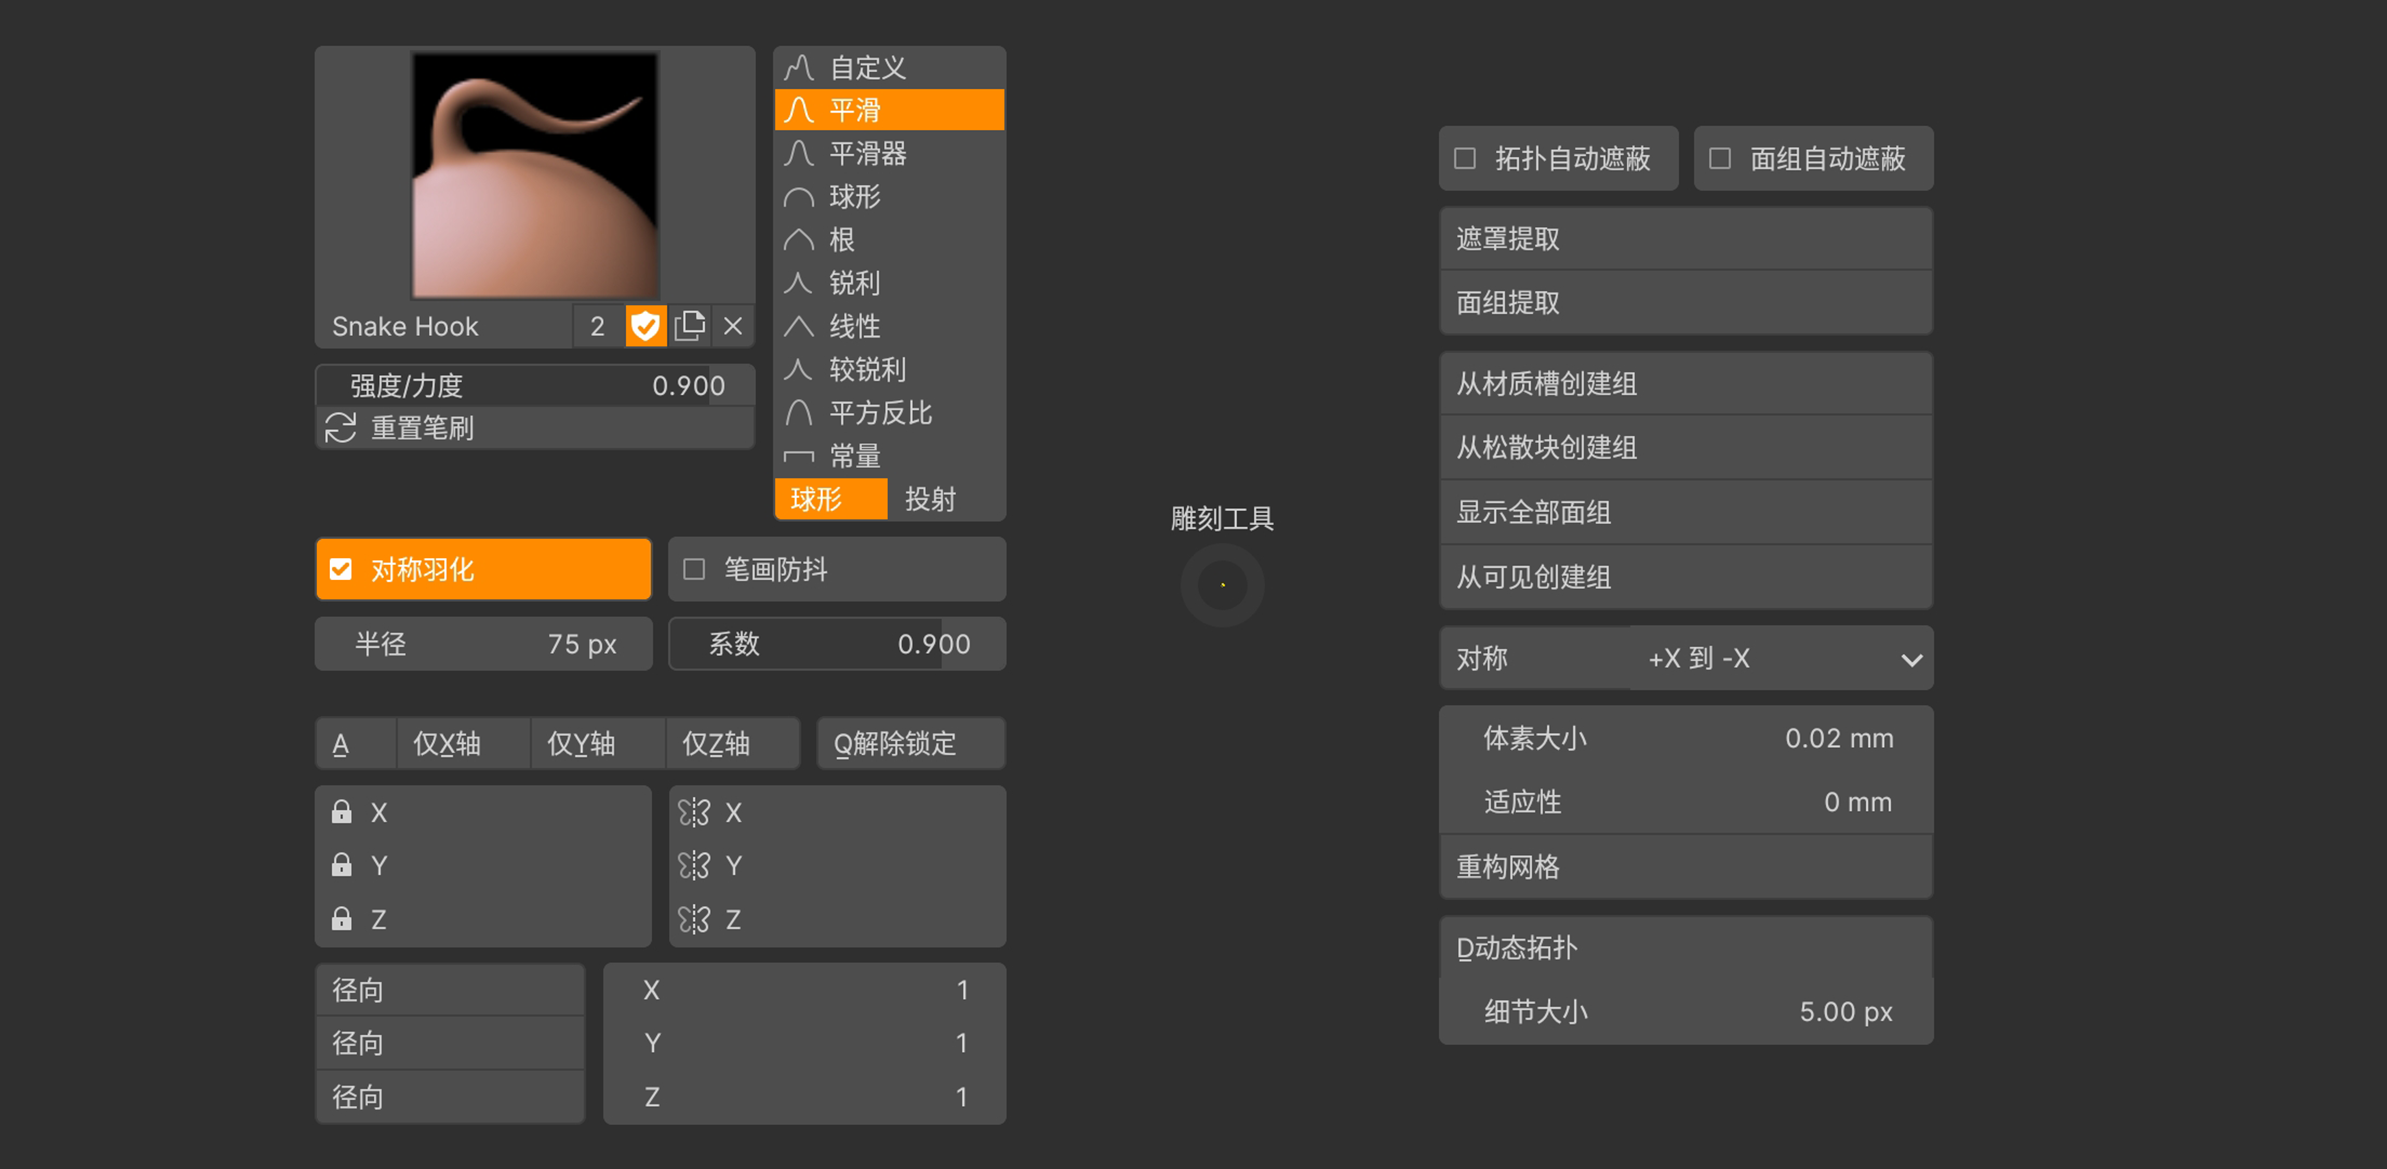 Snake Hook 2
强度/力度 0.900
重置笔刷
自定义
平滑
平滑器
球形
根
锐利
线性
较锐利
平方反比
常量
球形 投射
对称羽化 笔画防抖
半径 75 px 系数 0.900
A 仅X轴 仅Y轴 仅Z轴 Q解除锁定
X
Y
Z
X
Y
Z
径向
径向
径向
X 1
Y 1
Z 1
雕刻工具
拓扑自动遮蔽 面组自动遮蔽
遮罩提取
面组提取
从材质槽创建组
从松散块创建组
显示全部面组
从可见创建组
对称 +X 到 -X
体素大小 0.02 mm
适应性 0 mm
重构网格
D动态拓扑
细节大小 5.00 px